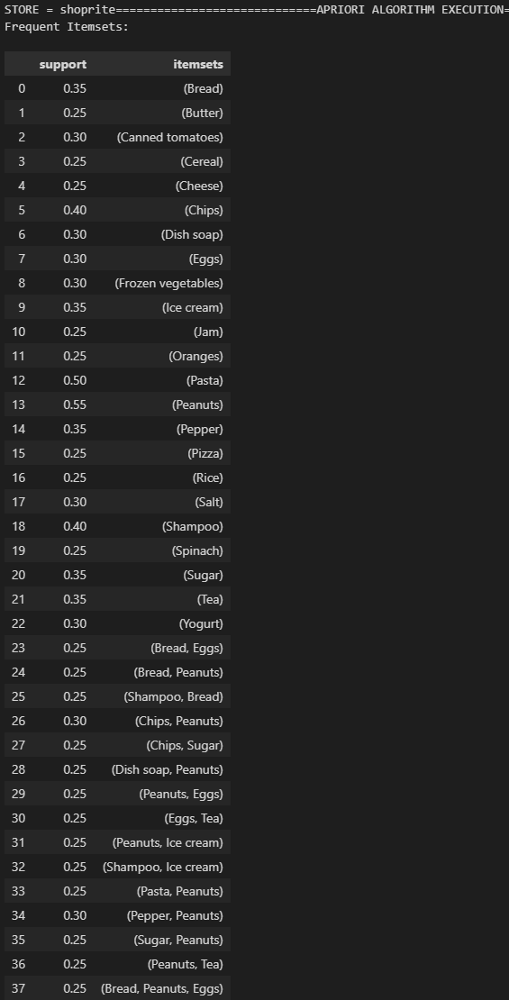 STORE = shoprite=============================APRIORI ALGORITHM EXECUTION=
Frequent Itemsets:
support itemsets
0 0.35 (Bread)
1 0.25 (Butter)
2 0.30 (Canned tomatoes)
3 0.25 (Cereal)
4 0.25 (Cheese)
5 0.40 (Chips)
6 0.30 (Dish soap)
7 0.30 (Eggs)
8 0.30 (Frozen vegetables)
9 0.35 (Ice cream)
10 0.25 (Jam)
11 0.25 (Oranges)
12 0.50 (Pasta)
13 0.55 (Peanuts)
14 0.35 (Pepper)
15 0.25 (Pizza)
16 0.25 (Rice)
17 0.30 (Salt)
18 0.40 (Shampoo)
19 0.25 (Spinach)
20 0.35 (Sugar)
21 0.35 (Tea)
22 0.30 (Yogurt)
23 0.25 (Bread, Eggs)
24 0.25 (Bread, Peanuts)
25 0.25 (Shampoo, Bread)
26 0.30 (Chips, Peanuts)
27 0.25 (Chips, Sugar)
28 0.25 (Dish soap, Peanuts)
29 0.25 (Peanuts, Eggs)
30 0.25 (Eggs, Tea)
31 0.25 (Peanuts, Ice cream)
32 0.25 (Shampoo, Ice cream)
33 0.25 (Pasta, Peanuts)
34 0.30 (Pepper, Peanuts)
35 0.25 (Sugar, Peanuts)
36 0.25 (Peanuts, Tea)
37 0.25 (Bread, Peanuts, Eggs)